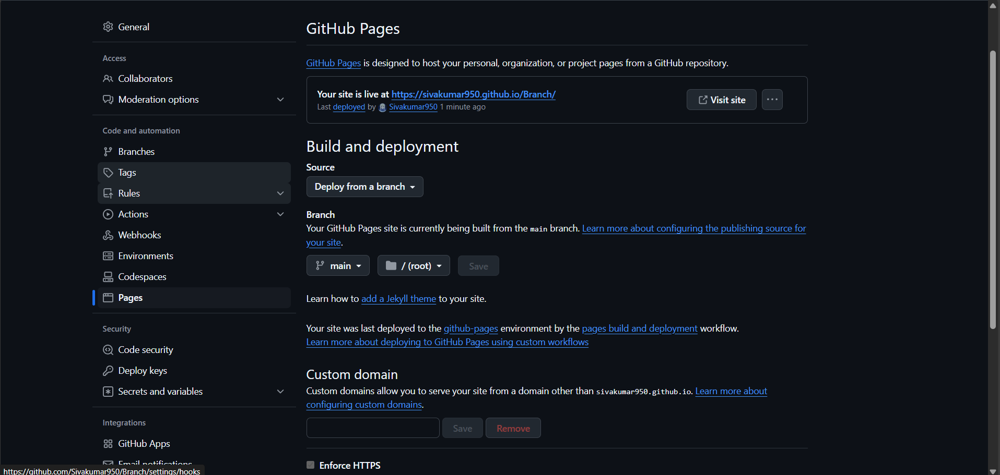 General
Access
Collaborators
Moderation options
Code and automation
Branches
Tags
Rules
Actions
Webhooks
Environments
Codespaces
Pages
Security
Code security
Deploy keys
Secrets and variables
Integrations
GitHub Apps
Email notifications
https://github.com/Sivakumar950/Branch/settings/hooks
GitHub Pages
GitHub Pages is designed to host your personal, organization, or project pages from a GitHub repository.
Your site is live at https://sivakumar950.github.io/Branch/
Last deployed by Sivakumar950 1 minute ago
Visit site
Build and deployment
Source
Deploy from a branch
Branch
Your GitHub Pages site is currently being built from the main branch. Learn more about configuring the publishing source for
your site.
main / (root) Save
Learn how to add a Jekyll theme to your site.
Your site was last deployed to the github-pages environment by the pages build and deployment workflow.
Learn more about deploying to GitHub Pages using custom workflows
Custom domain
Custom domains allow you to serve your site from a domain other than sivakumar950.github.io. Learn more about
configuring custom domains.
Save Remove
Enforce HTTPS